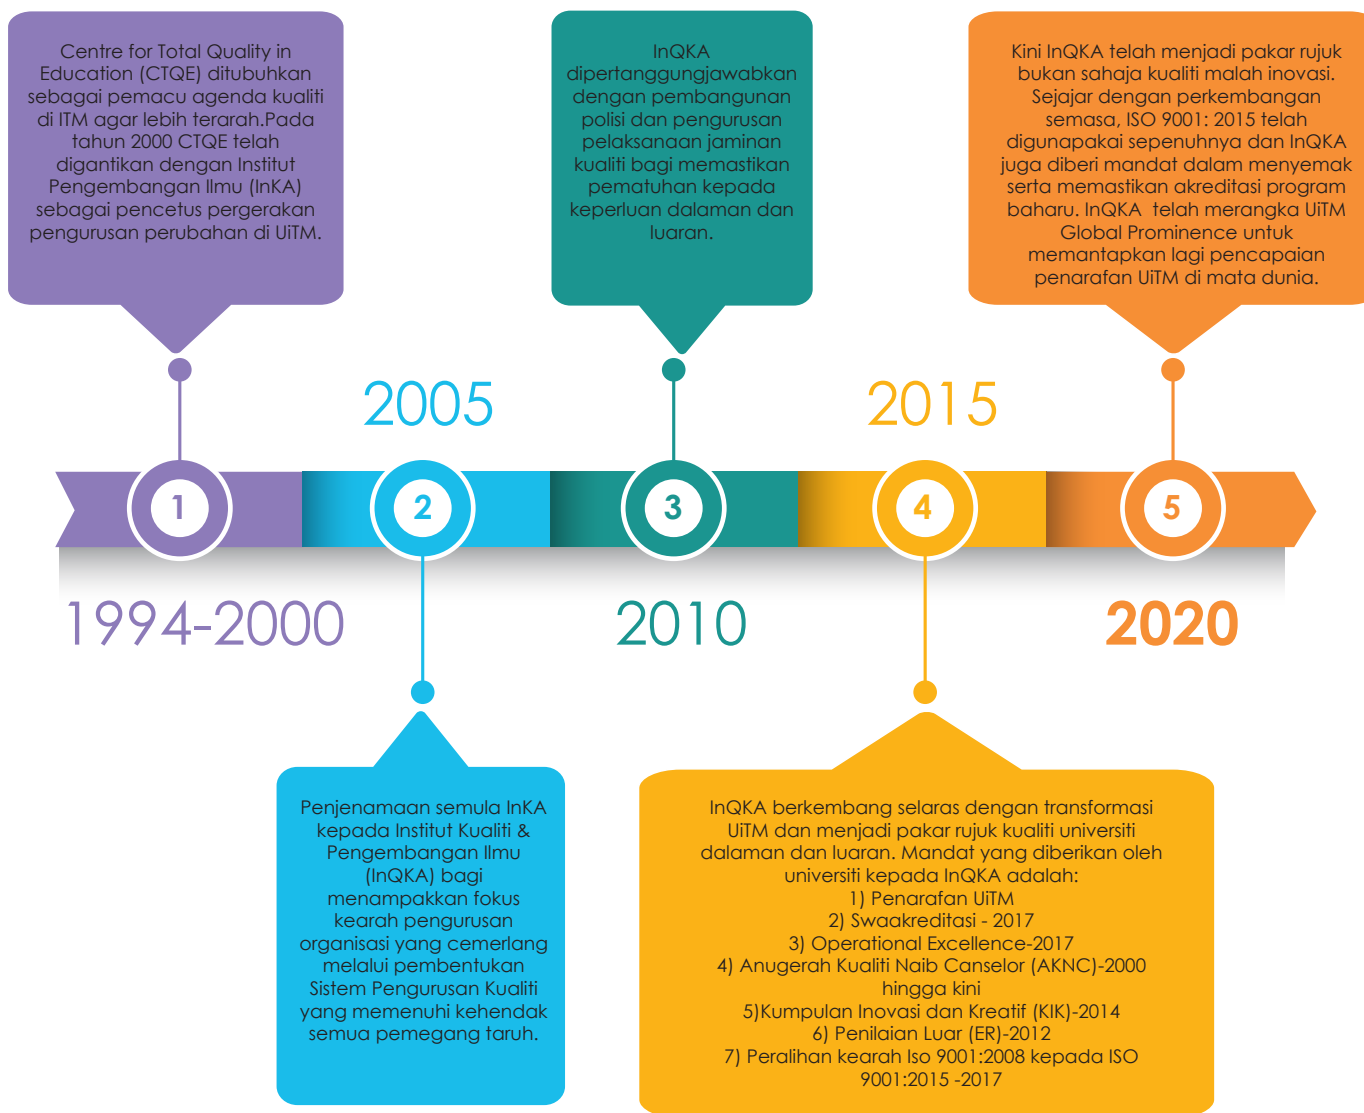 Centre for Total Quality in
Education (CTQE) ditubuhkan
sebagai pemacu agenda kualiti
di ITM agar lebih terarah.Pada
tahun 2000 CTQE telah
digantikan dengan Institut
Pengembangan Ilmu (InKA)
sebagai pencetus pergerakan
pengurusan perubahan di UiTM.
1
1994-2000
2005
2
Penjenamaan semula InKA
kepada Institut Kualiti &
Pengembangan Ilmu
(InQKA) bagi
menampakkan fokus
kearah pengurusan
organisasi yang cemerlang
melalui pembentukan
Sistem Pengurusan Kualiti
yang memenuhi kehendak
semua pemegang taruh.
InQKA
dipertanggungjawabkan
dengan pembangunan
polisi dan pengurusan
pelaksanaan jaminan
kualiti bagi memastikan
pematuhan kepada
keperluan dalaman dan
luaran.
3
2010
2015
4
InQKA berkembang selaras dengan transformasi
UiTM dan menjadi pakar rujuk kualiti universiti
dalaman dan luaran. Mandat yang diberikan oleh
universiti kepada InQKA adalah:
1) Penarafan UiTM
2) Swaakreditasi - 2017
3) Operational Excellence-2017
4) Anugerah Kualiti Naib Canselor (AKNC)-2000
hingga kini
5)Kumpulan Inovasi dan Kreatif (KIK)-2014
6) Penilaian Luar (ER)-2012
7) Peralihan kearah Iso 9001:2008 kepada ISO
9001:2015 -2017
Kini InQKA telah menjadi pakar rujuk
bukan sahaja kualiti malah inovasi.
Sejajar dengan perkembangan
semasa, ISO 9001: 2015 telah
digunapakai sepenuhnya dan InQKA
juga diberi mandat dalam menyemak
serta memastikan akreditasi program
baharu. InQKA  telah merangka UiTM
Global Prominence untuk
memantapkan lagi pencapaian
penarafan UiTM di mata dunia.
5
2020